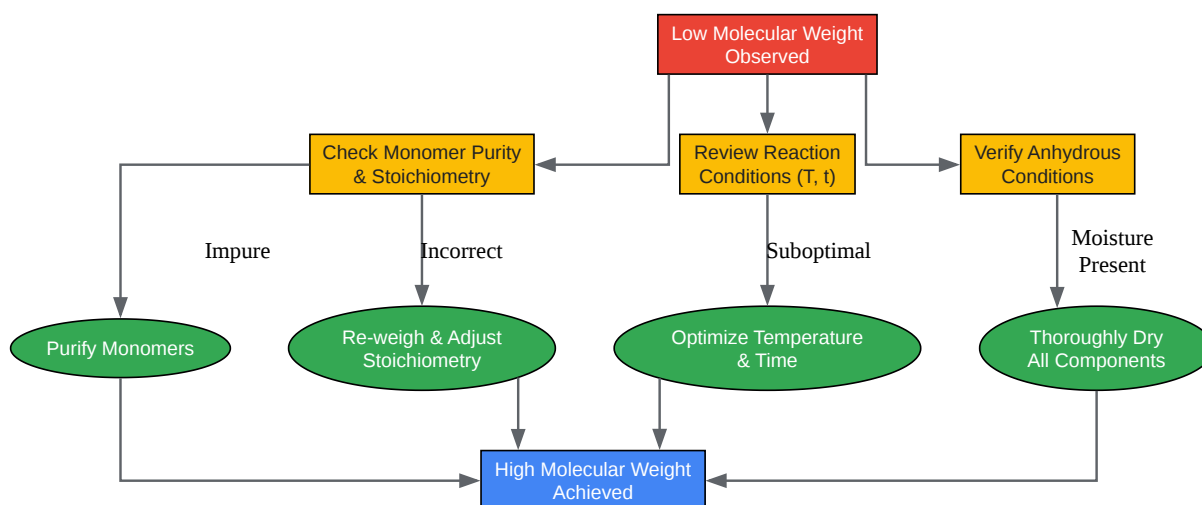 Low Molecular Weight
Observed
Check Monomer Purity
& Stoichiometry
Review Reaction
Conditions (T, t)
Verify Anhydrous
Conditions
Impure
Incorrect
Suboptimal
Moisture
Present
Purify Monomers
Re-weigh & Adjust
Stoichiometry
Optimize Temperature
& Time
Thoroughly Dry
All Components
High Molecular Weight
Achieved